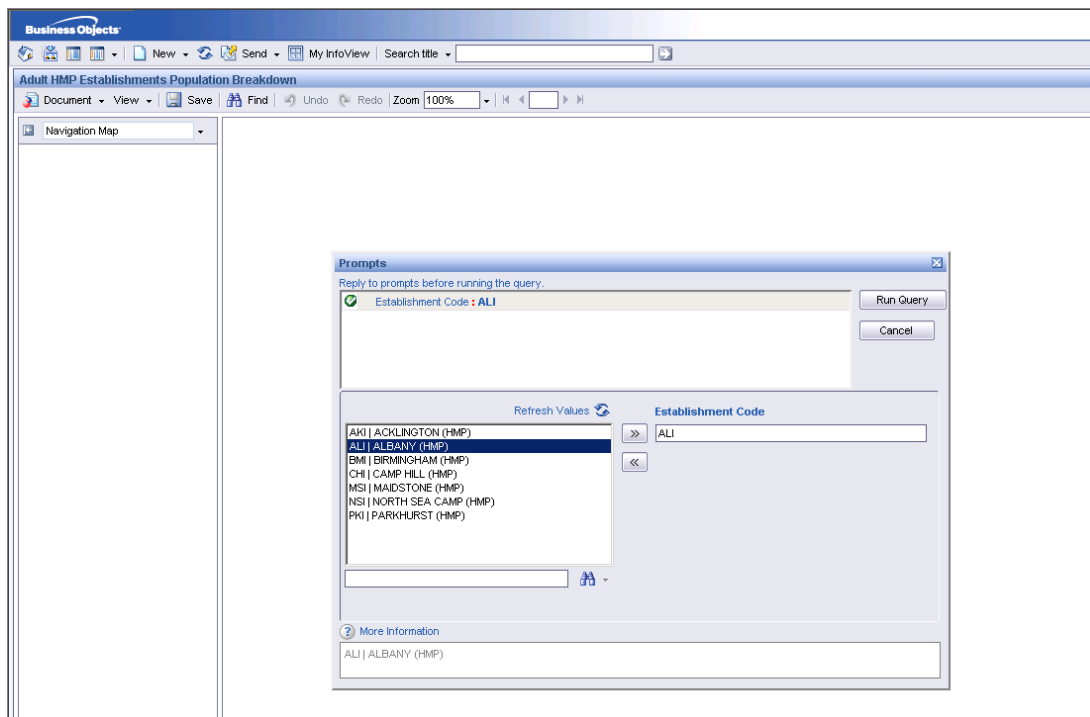 Business Objects
New Send My InfoView Search title
Adult HMP Establishments Population Breakdown
Document View Save Find Undo Redo Zoom 100%
Navigation Map
Prompts
Reply to prompts before running the query.
Establishment Code : ALI
Run Query
Cancel
Refresh Values
AKI | ACKLINGTON (HMP)
ALI | ALBANY (HMP)
BMI | BIRMINGHAM (HMP)
CHI | CAMP HILL (HMP)
MSI | MAIDSTONE (HMP)
NSI | NORTH SEA CAMP (HMP)
PKI | PARKHURST (HMP)
Establishment Code
ALI
More Information
ALI | ALBANY (HMP)